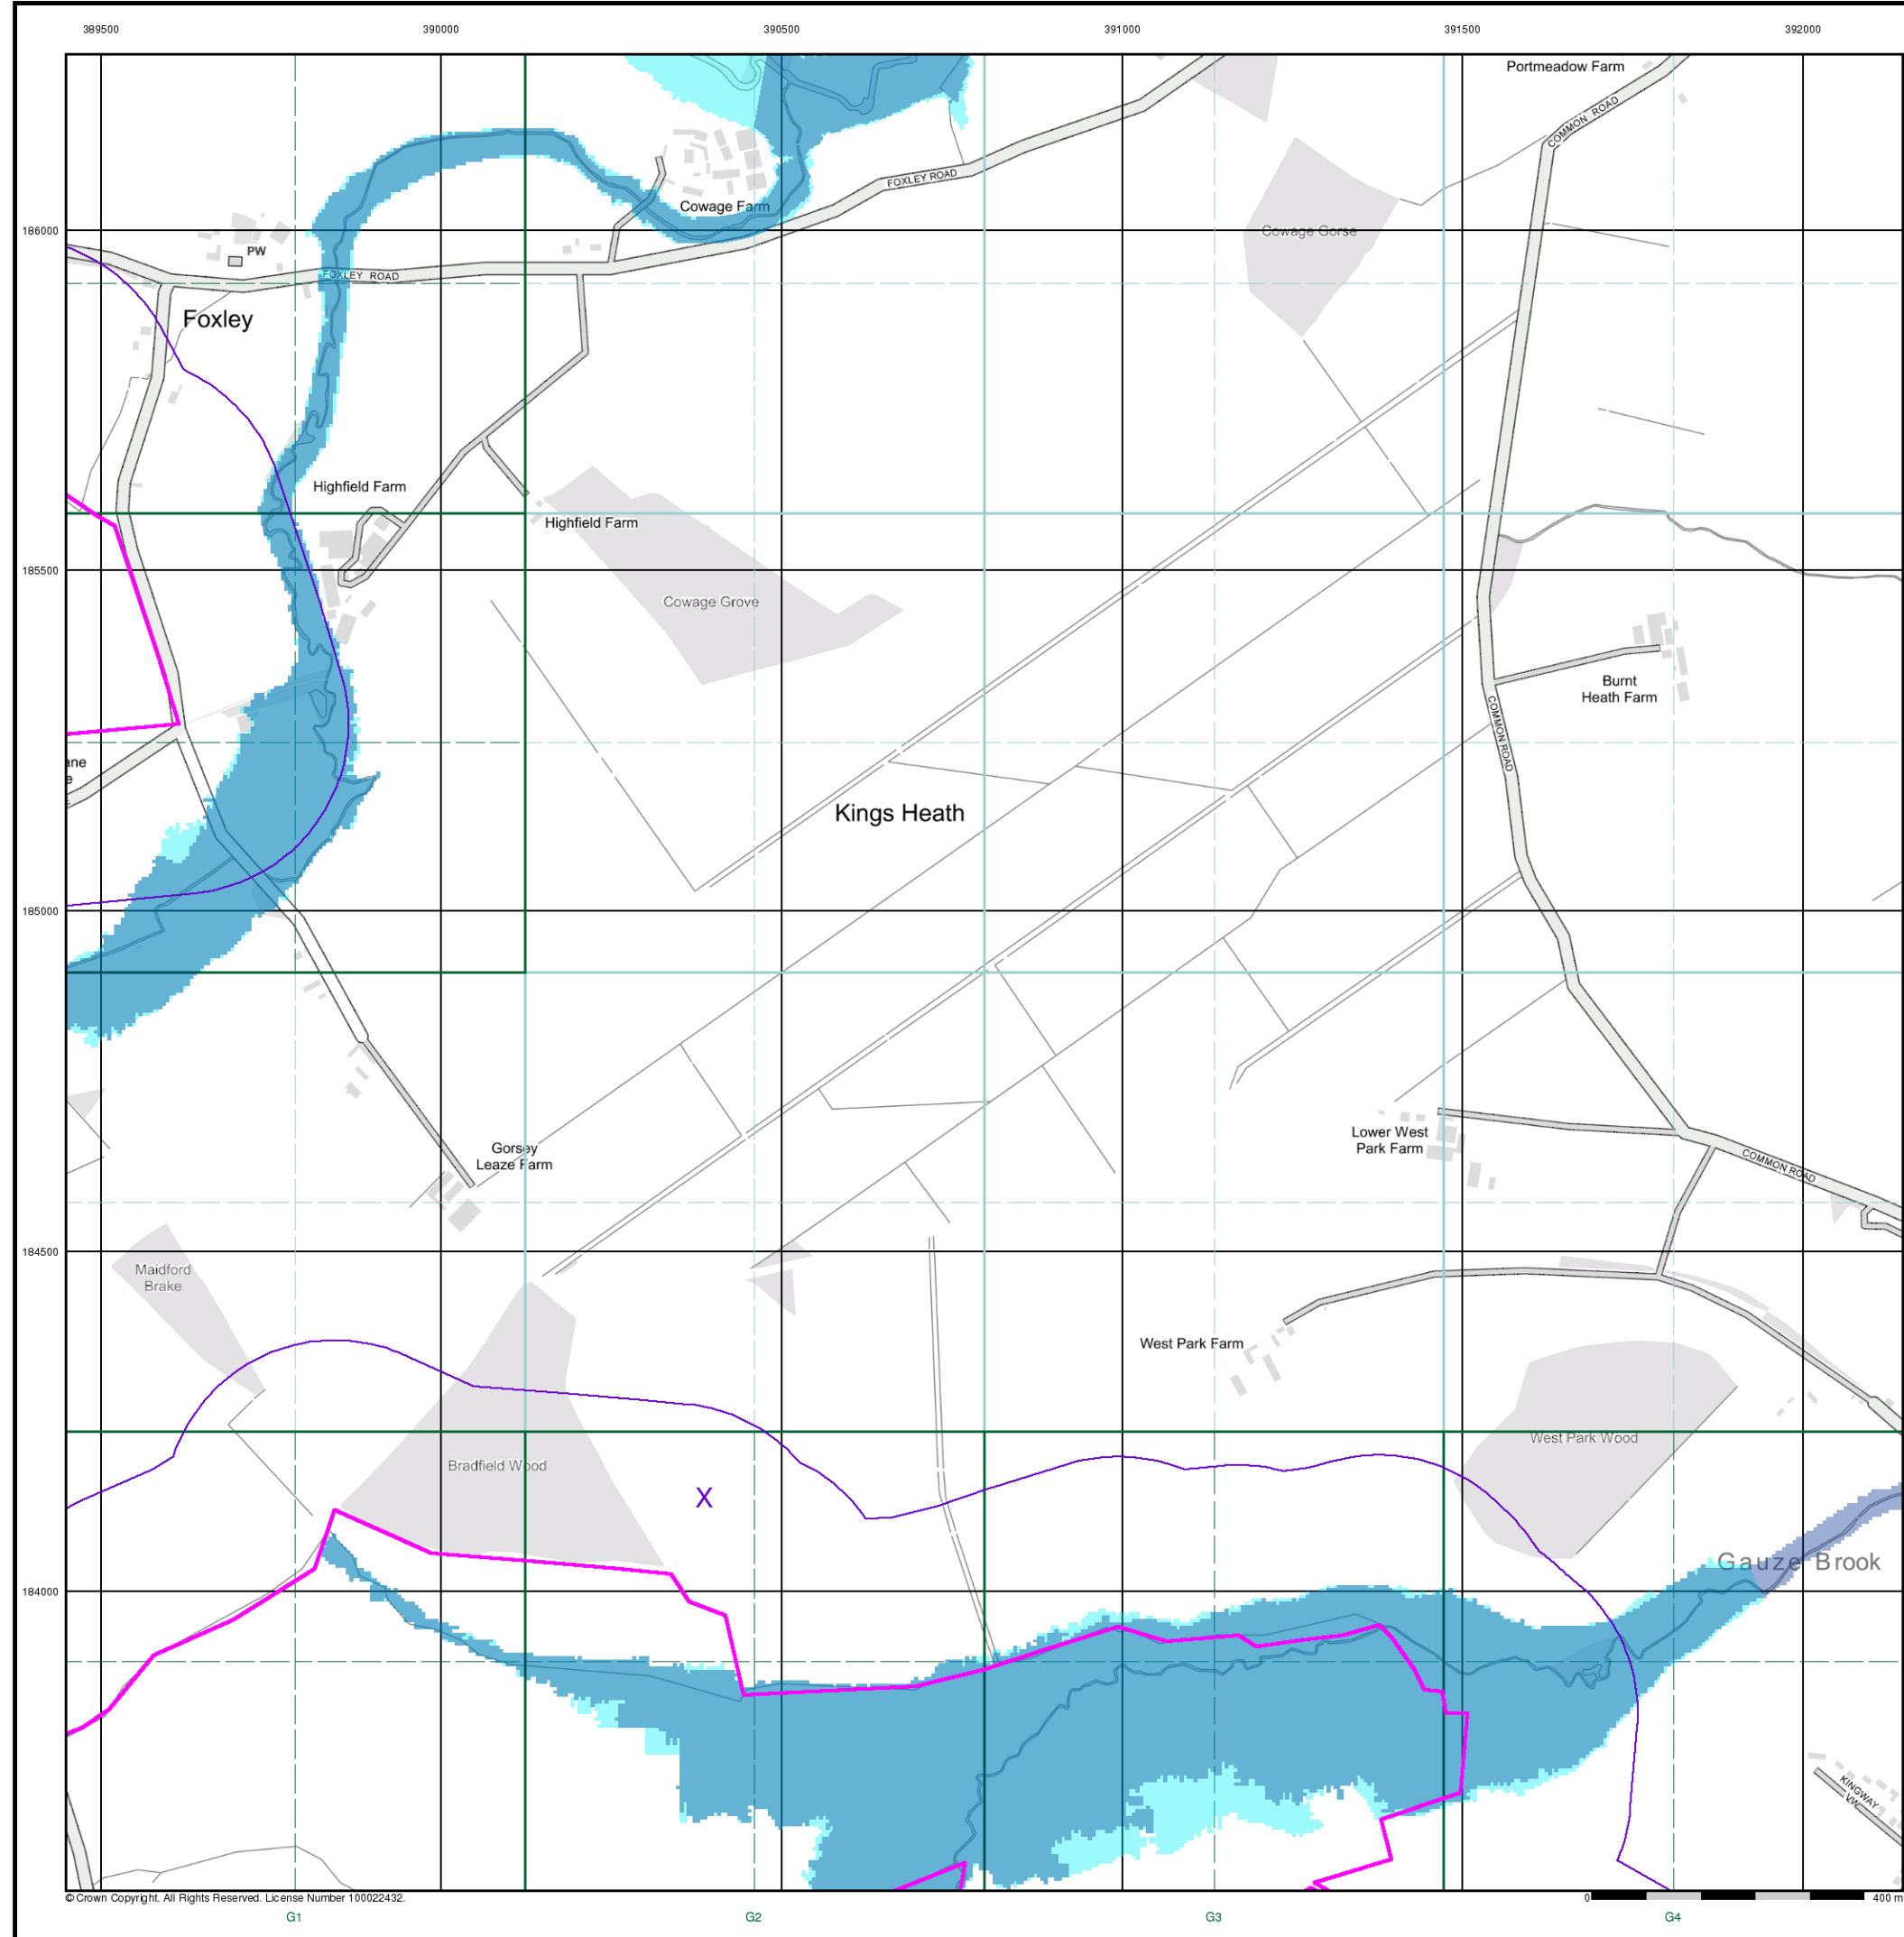 389500 390000 390500 391000 391500 392000
Portmeadow Farm
COMMON ROAD
FOXLEY ROAD
Cowage Farm
186000
Cowage Gorse
PW
FOXLEY ROAD
Foxley
Highfield Farm
Highfield Farm
185500
Cowage Grove
Burnt
Heath Farm
COMMON ROAD
ane
e
Kings Heath
185000
Lower West
Park Farm
Gorsey
Leaze Farm
COMMON ROAD
184500
Maidford
Brake
West Park Farm
West Park Wood
Bradfield Wood
X
Gauze Brook
184000
KINGWAY
VW
© Crown Copyright. All Rights Reserved. License Number 100022432.
0 400 m
G1 G2 G3 G4